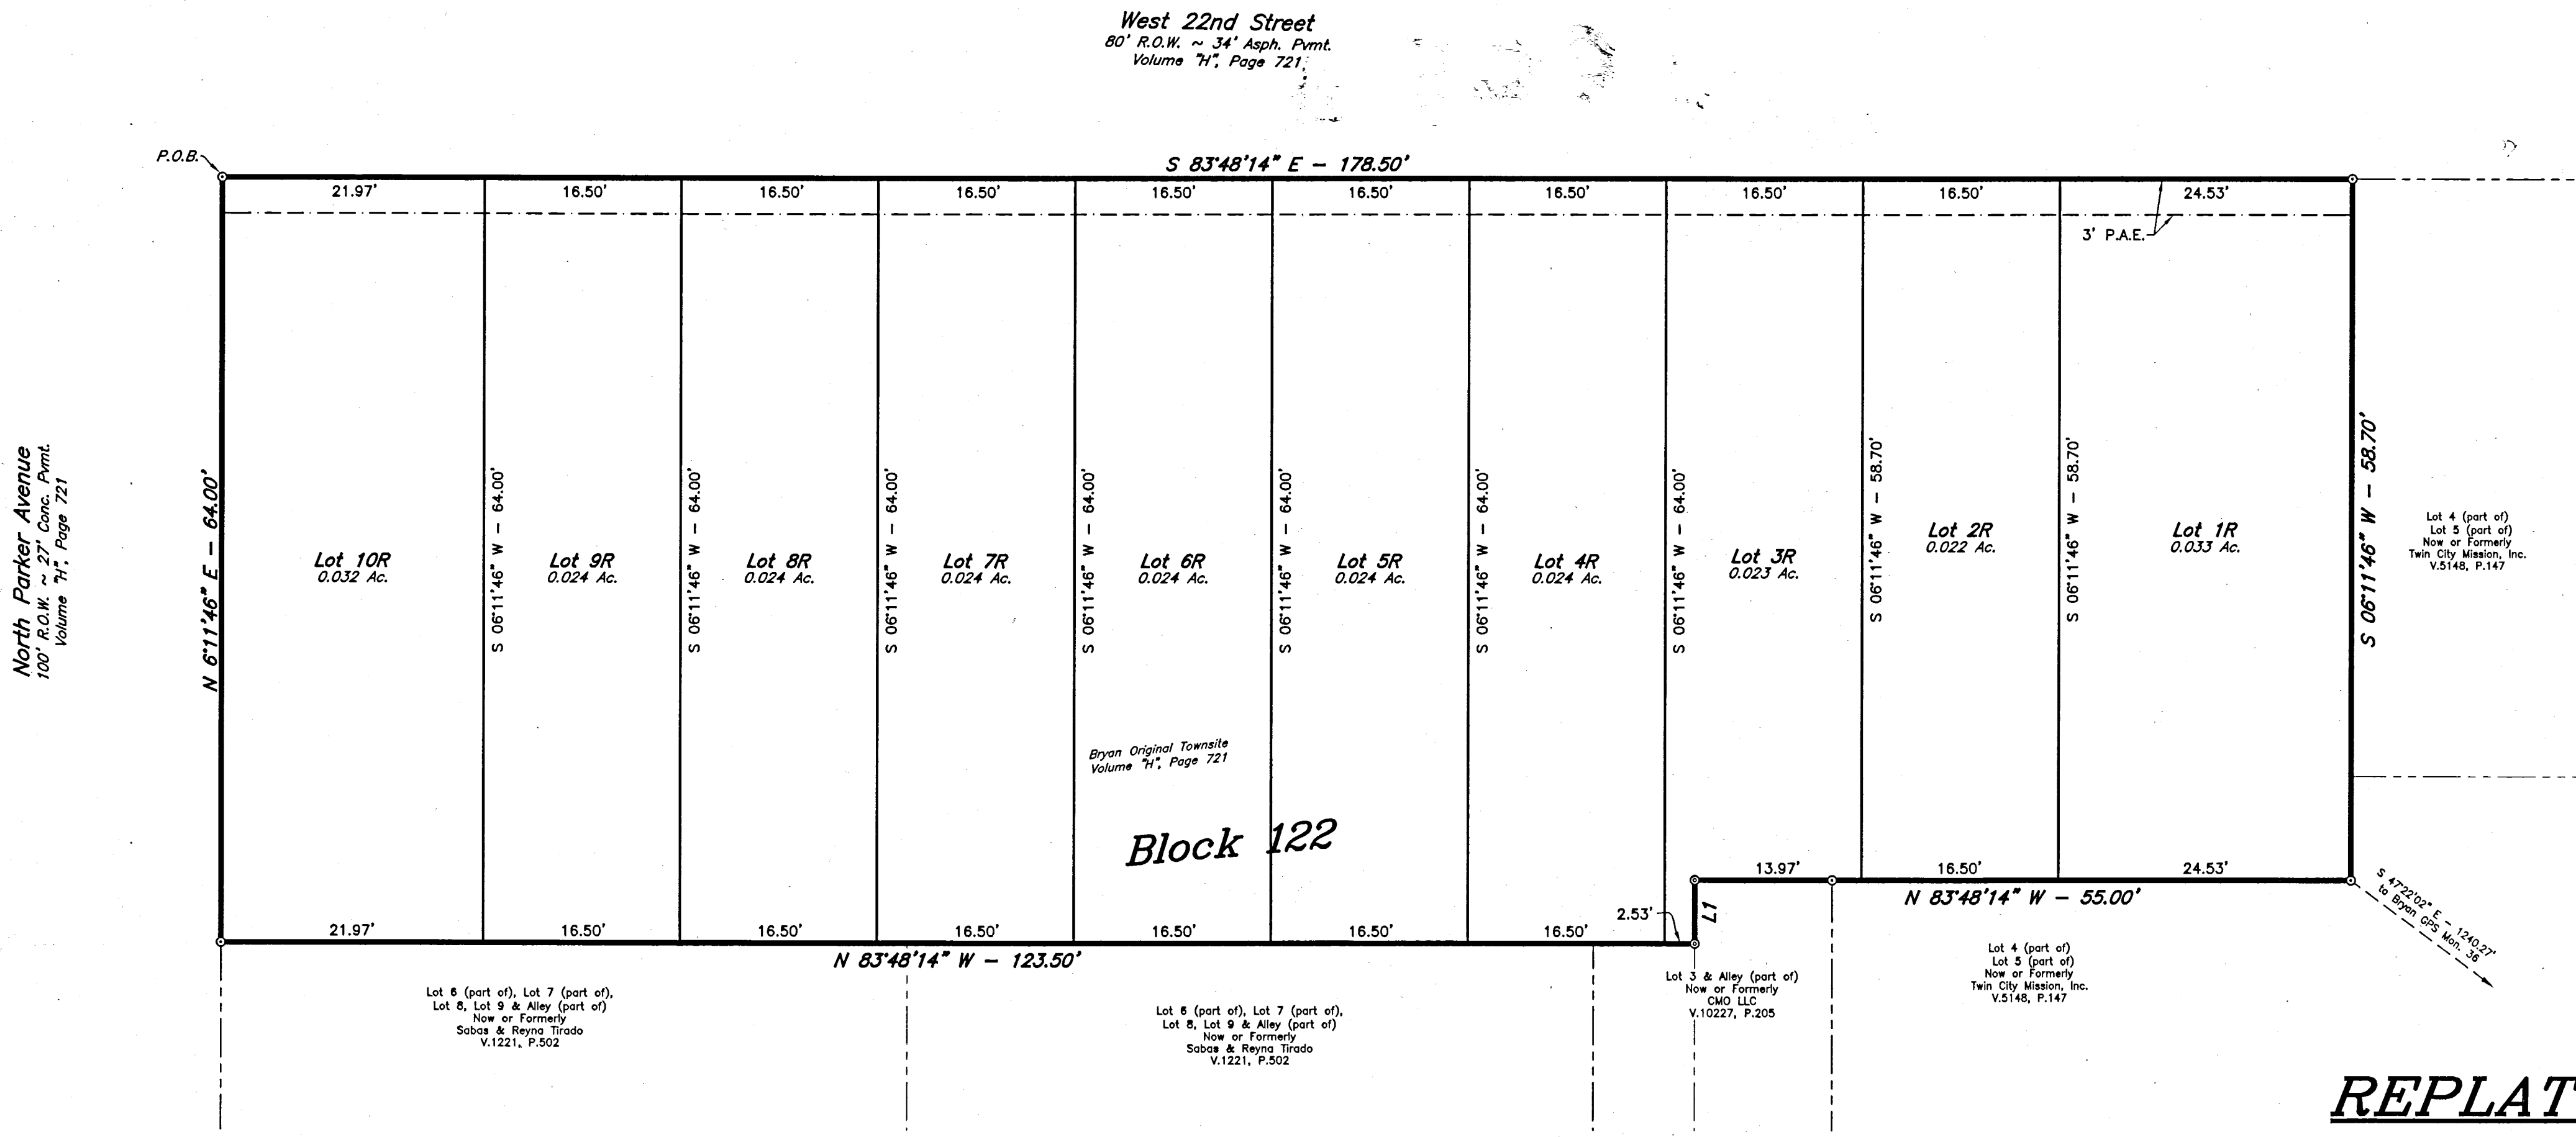 West 22nd Street
80' R.O.W. ~ 34' Asph. Pvmt.
Volume "H", Page 721
P.O.B.
S 83°48'14" E - 178.50'
21.97'
16.50'
16.50'
16.50'
16.50'
16.50'
16.50'
16.50'
16.50'
24.53'
3' P.A.E.
North Parker Avenue
100' R.O.W. ~ 27' Conc. Pvmt.
Volume "H", Page 721
N 6°11'46" E - 64.00'
Lot 10R
0.032 Ac.
S 06°11'46" W - 64.00'
Lot 9R
0.024 Ac.
S 06°11'46" W - 64.00'
Lot 8R
0.024 Ac.
S 06°11'46" W - 64.00'
Lot 7R
0.024 Ac.
S 06°11'46" W - 64.00'
Lot 6R
0.024 Ac.
S 06°11'46" W - 64.00'
Lot 5R
0.024 Ac.
S 06°11'46" W - 64.00'
Lot 4R
0.024 Ac.
S 06°11'46" W - 64.00'
Lot 3R
0.023 Ac.
S 06°11'46" W - 58.70'
Lot 2R
0.022 Ac.
S 06°11'46" W - 58.70'
Lot 1R
0.033 Ac.
S 06°11'46" W - 58.70'
Lot 4 (part of)
Lot 5 (part of)
Now or Formerly
Twin City Mission, Inc.
V.5148, P.147
Bryan Original Townsite
Volume "H", Page 721
Block 122
13.97'
16.50'
24.53'
N 83°48'14" W - 55.00'
L1
2.53'
S 47°22'02" E - 1240.27'
to Bryan GPS Mon. 36
21.97'
16.50'
16.50'
16.50'
16.50'
16.50'
16.50'
N 83°48'14" W - 123.50'
Lot 6 (part of), Lot 7 (part of),
Lot 8, Lot 9 & Alley (part of)
Now or Formerly
Sabas & Reyna Tirado
V.1221, P.502
Lot 6 (part of), Lot 7 (part of),
Lot 8, Lot 9 & Alley (part of)
Now or Formerly
Sabas & Reyna Tirado
V.1221, P.502
Lot 3 & Alley (part of)
Now or Formerly
CMO LLC
V.10227, P.205
Lot 4 (part of)
Lot 5 (part of)
Now or Formerly
Twin City Mission, Inc.
V.5148, P.147
REPLAT